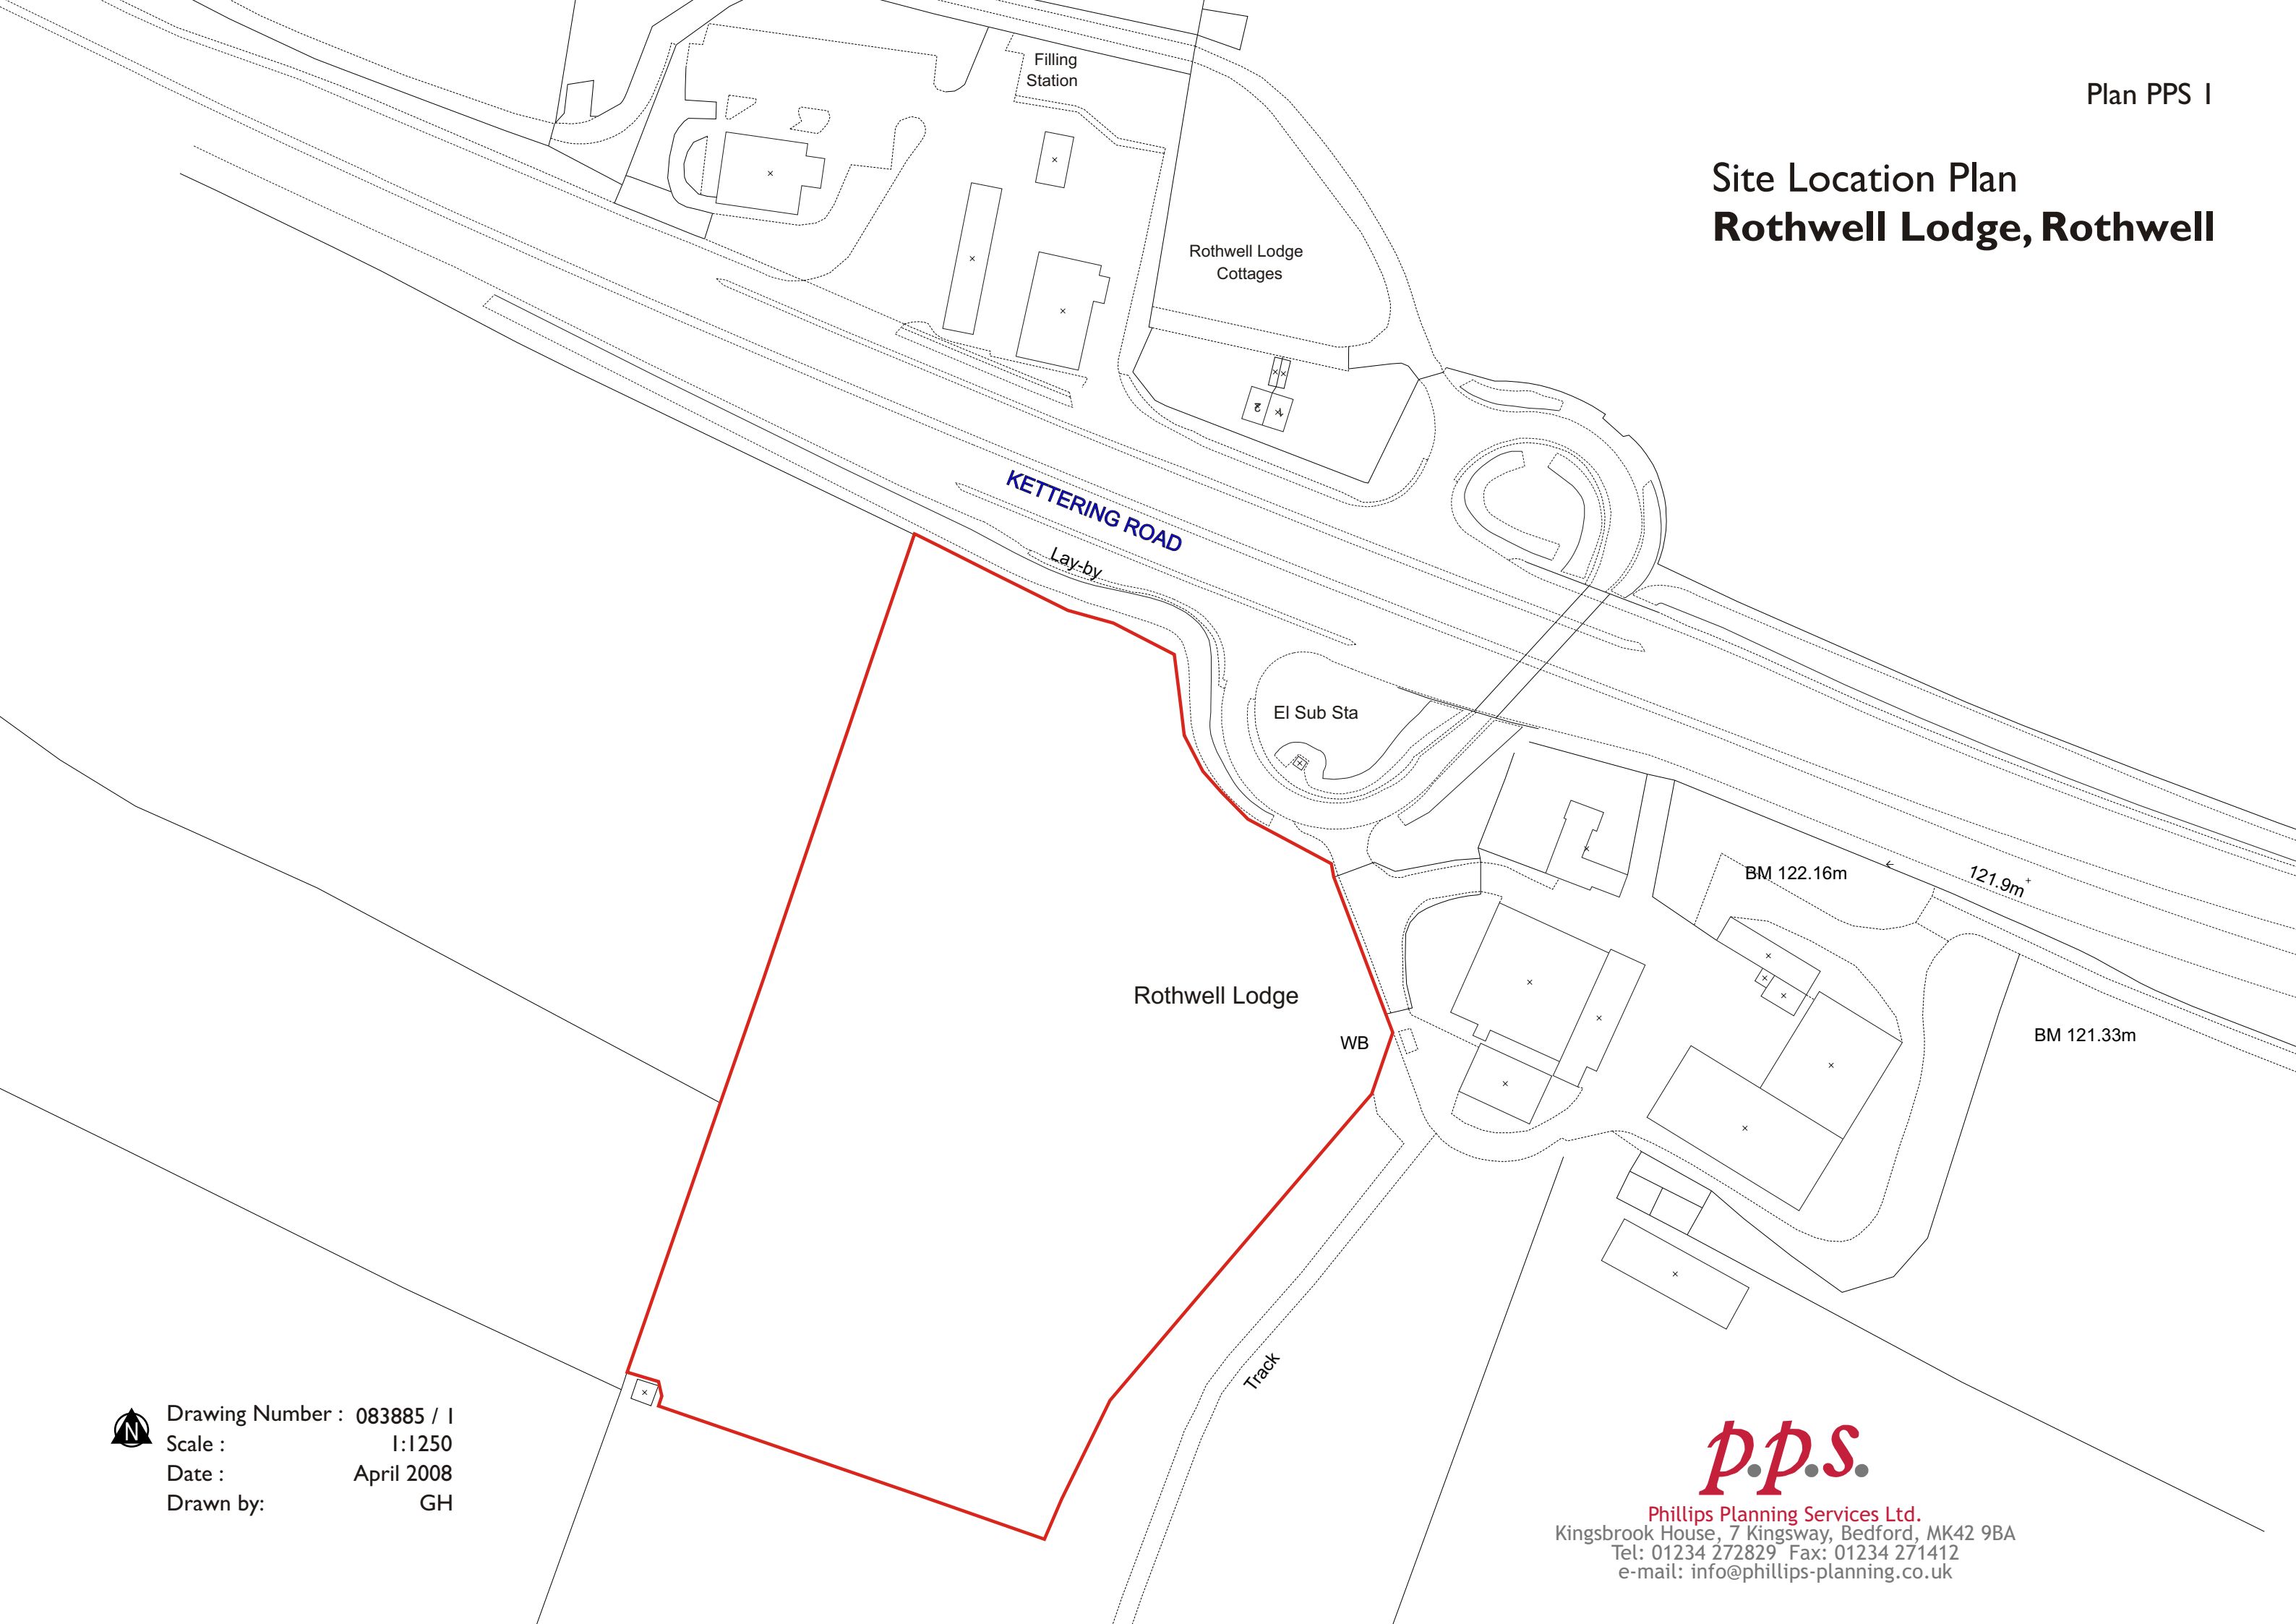 Plan PPS 1
Site Location Plan
Rothwell Lodge, Rothwell
Filling
Station
Rothwell Lodge
Cottages
2
1
KETTERING ROAD
Lay-by
El Sub Sta
BM 122.16m
121.9m
BM 121.33m
Rothwell Lodge
WB
Track
N
Drawing Number : 083885 / 1
Scale : 1:1250
Date : April 2008
Drawn by: GH
p.p.s.
Phillips Planning Services Ltd.
Kingsbrook House, 7 Kingsway, Bedford, MK42 9BA
Tel: 01234 272829 Fax: 01234 271412
e-mail: info@phillips-planning.co.uk